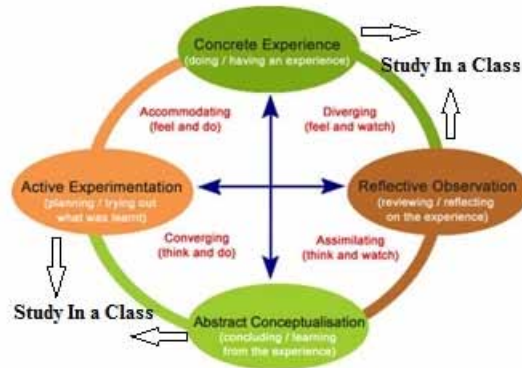 Concrete Experience
(doing / having an experience)
Study In a Class
Accommodating
(feel and do)
Diverging
(feel and watch)
Active Experimentation
(planning / trying out
what was learnt)
Reflective Observation
(reviewing / reflecting
on the experience)
Converging
(think and do)
Assimilating
(think and watch)
Study In a Class
Abstract Conceptualisation
(concluding / learning
from the experience)